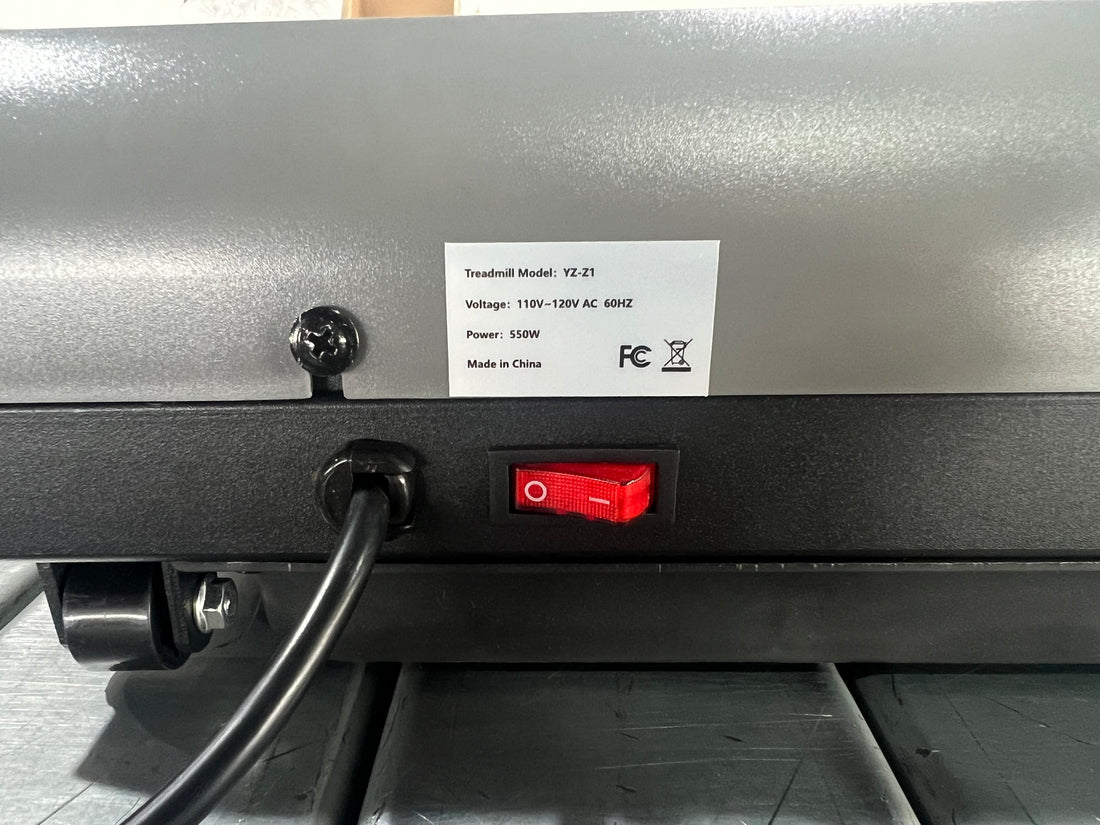 Treadmill Model: YZ-Z1
Voltage: 110V~120V AC 60HZ
Power: 550W
Made in China
FC
O I